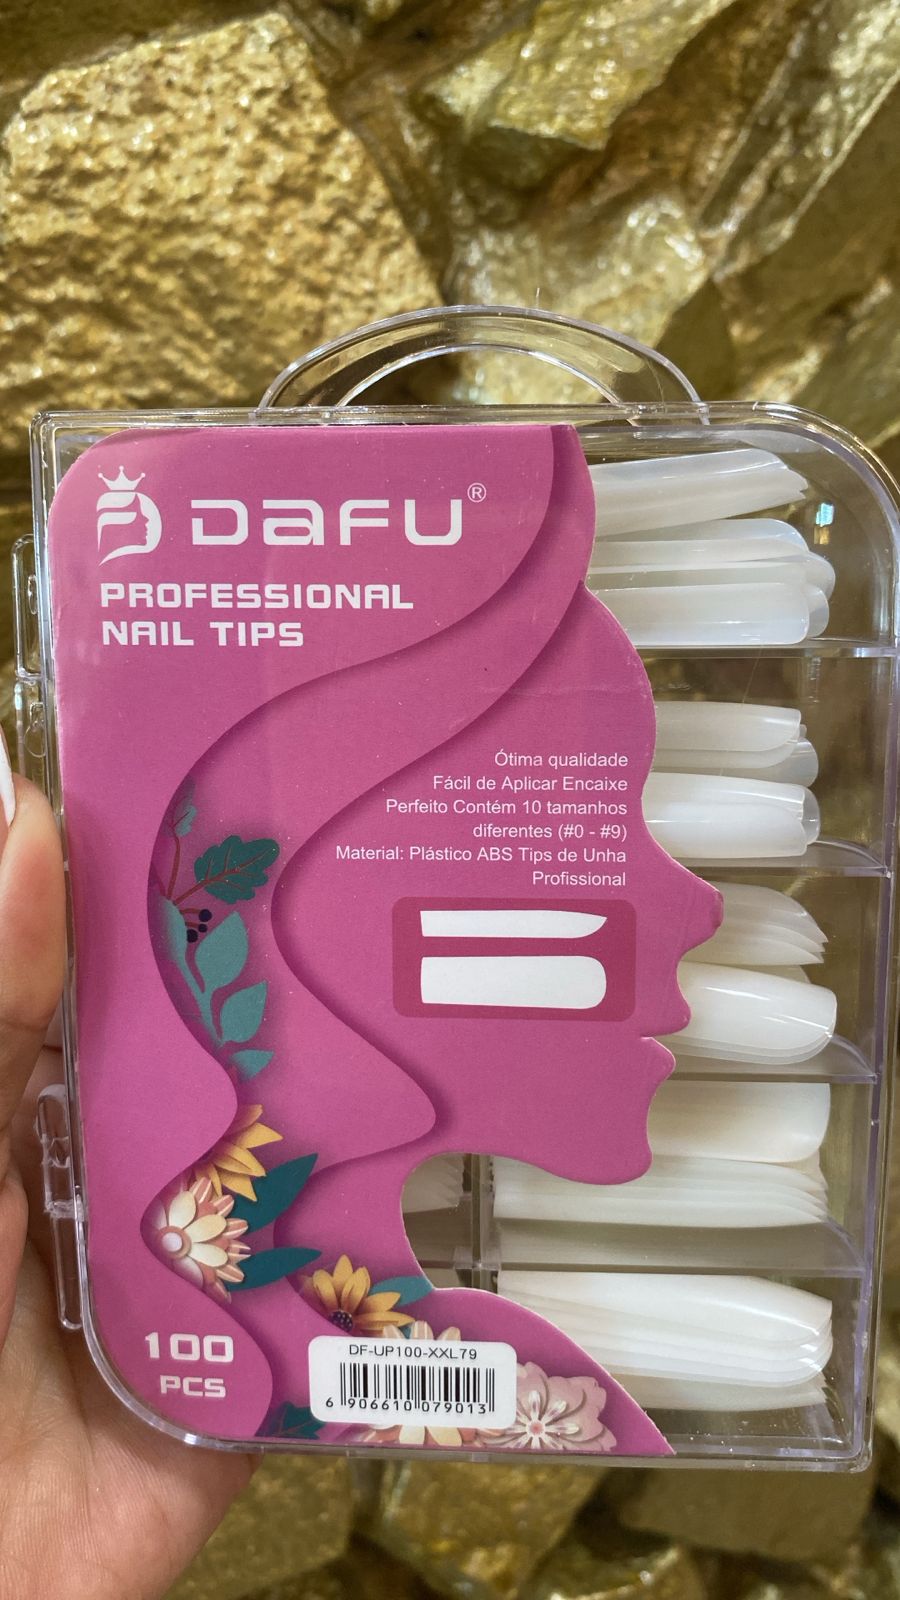 DAFU®
PROFESSIONAL
NAIL TIPS
Ótima qualidade
Fácil de Aplicar Encaixe
Perfeito Contém 10 tamanhos
diferentes (#0 - #9)
Material: Plástico ABS Tips de Unha
Profissional
100
PCS
DF-UP100-XXL79
6 906610 079013